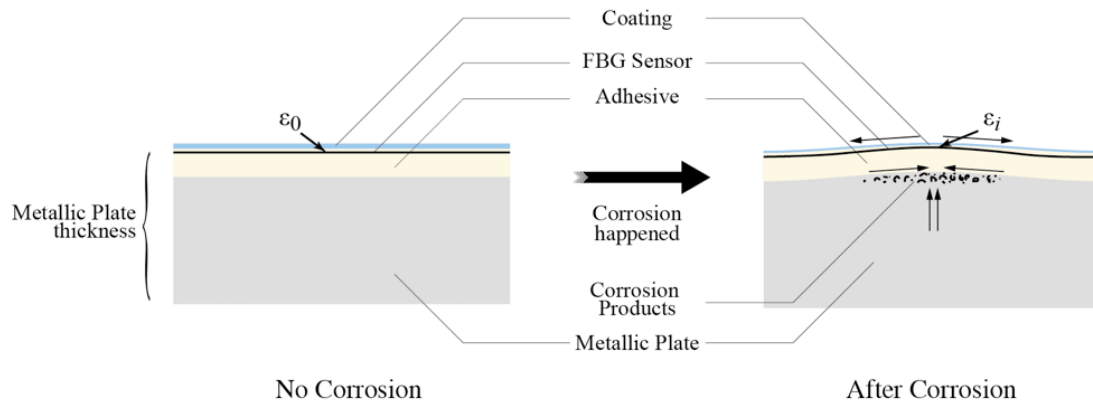 Coating
FBG Sensor
Adhesive
ε0
εi
Metallic Plate
thickness
Corrosion
happened
Corrosion
Products
Metallic Plate
No Corrosion
After Corrosion